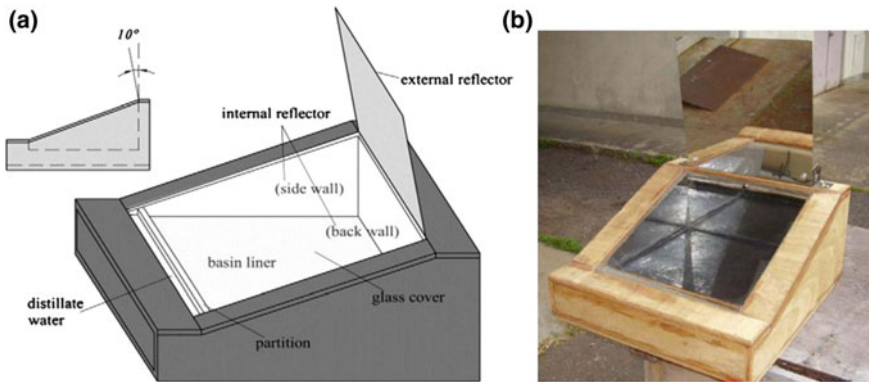 (a)
10°
external reflector
internal reflector
(side wall)
(back wall)
basin liner
glass cover
distillate
water
partition
(b)